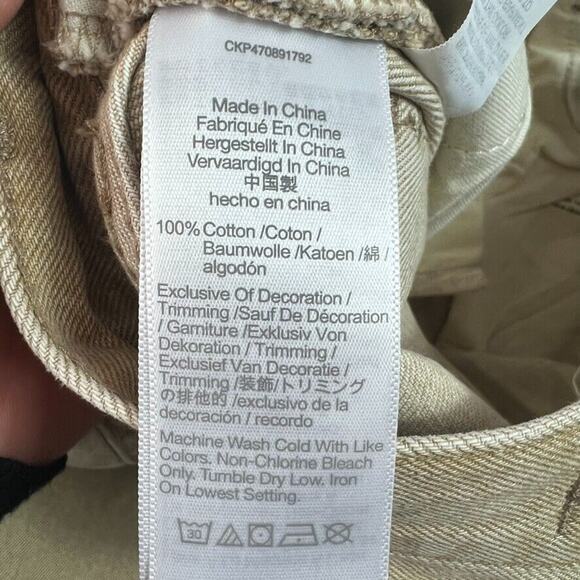 CKP470891792
Made In China
Fabriqué En Chine
Hergestellt In China
Vervaardigd In China
中国製
hecho en china
100% Cotton /Coton /
Baumwolle /Katoen /綿 /
algodón
Exclusive Of Decoration /
Trimming /Sauf De Décoration
/ Garniture /Exklusiv Von
Dekoration / Trimming /
Exclusief Van Decoratie /
Trimming /装飾/トリミング
の排他的 /exclusivo de la
decoración / recordo
Machine Wash Cold With Like
Colors. Non-Chlorine Bleach
Only. Tumble Dry Low. Iron
On Lowest Setting.
30